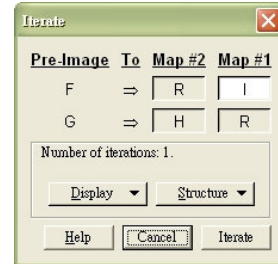 Iterate
Pre-Image To Map #2 Map #1
F ⇒ R I
G ⇒ H R
Number of iterations: 1.
Display Structure
Help Cancel Iterate